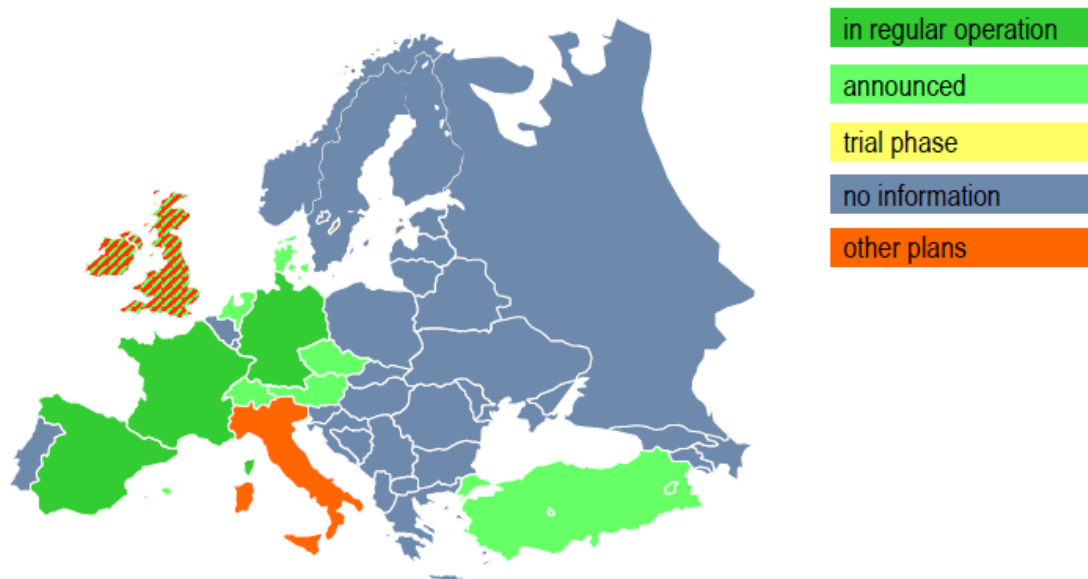 in regular operation
announced
trial phase
no information
other plans